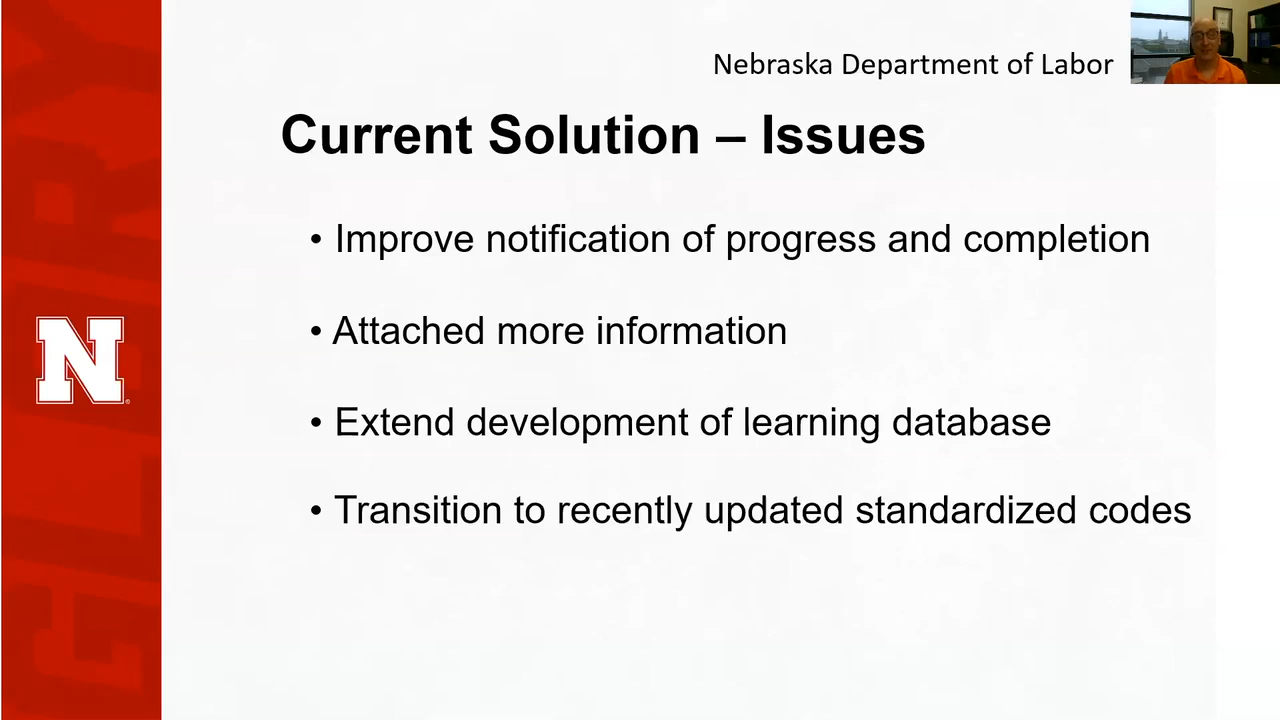 Nebraska Department of Labor
Current Solution – Issues
• Improve notification of progress and completion
• Attached more information
• Extend development of learning database
• Transition to recently updated standardized codes
N
GLORY